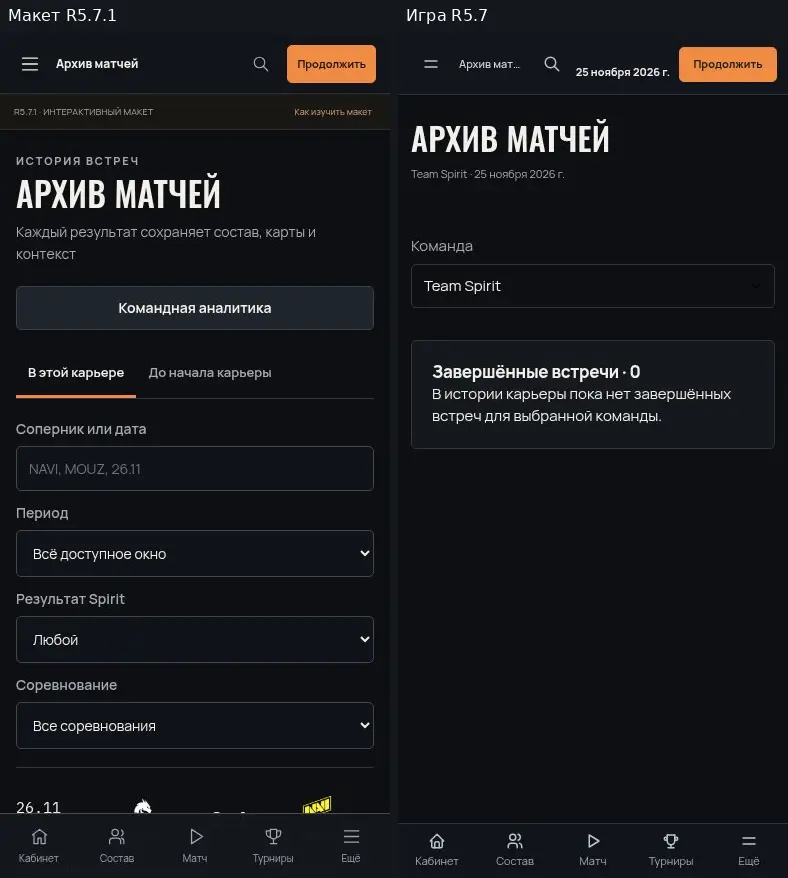 Макет R5.7.1
Архив матчей
Продолжить
R5.7.1 · ИНТЕРАКТИВНЫЙ МАКЕТ
Как изучить макет
ИСТОРИЯ ВСТРЕЧ
АРХИВ МАТЧЕЙ
Каждый результат сохраняет состав, карты и
контекст
Командная аналитика
В этой карьере
До начала карьеры
Соперник или дата
NAVI, MOUZ, 26.11
Период
Всё доступное окно
Результат Spirit
Любой
Соревнование
Все соревнования
26.11
NAVI
Кабинет
Состав
Матч
Турниры
Ещё
Игра R5.7
Архив мат...
25 ноября 2026 г.
Продолжить
АРХИВ МАТЧЕЙ
Team Spirit · 25 ноября 2026 г.
Команда
Team Spirit
Завершённые встречи · 0
В истории карьеры пока нет завершённых
встреч для выбранной команды.
Кабинет
Состав
Матч
Турниры
Ещё